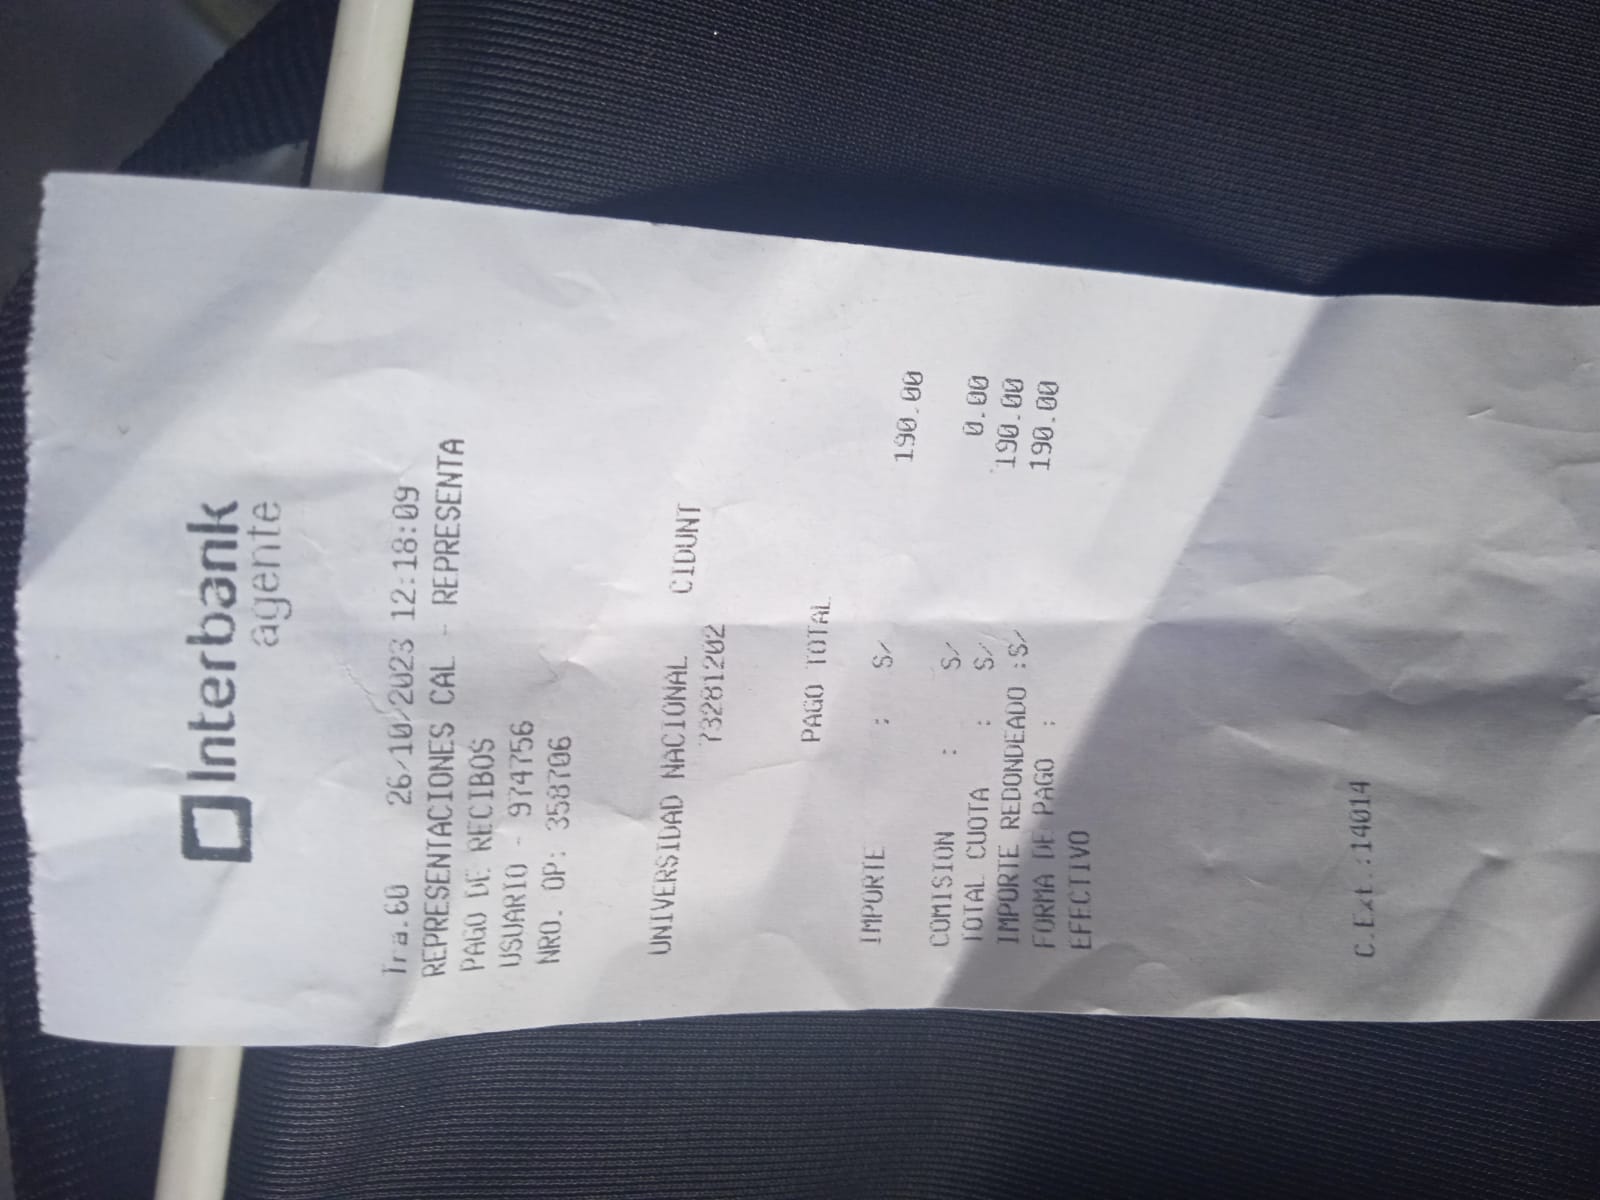 Interbank
agente
Tra.60 26/10/2023 12:18:09
REPRESENTACIONES CAL - REPRESENTA
PAGO DE RECIBOS
USUARIO - 974756
NRO. OP: 358706
UNIVERSIDAD NACIONAL CIDUNT
73281202
PAGO TOTAL
IMPORTE : S/ 190.00
COMISION : S/ 0.00
TOTAL CUOTA : S/ 190.00
IMPORTE REDONDEADO :S/ 190.00
FORMA DE PAGO :
EFECTIVO
C.Ext.:14014